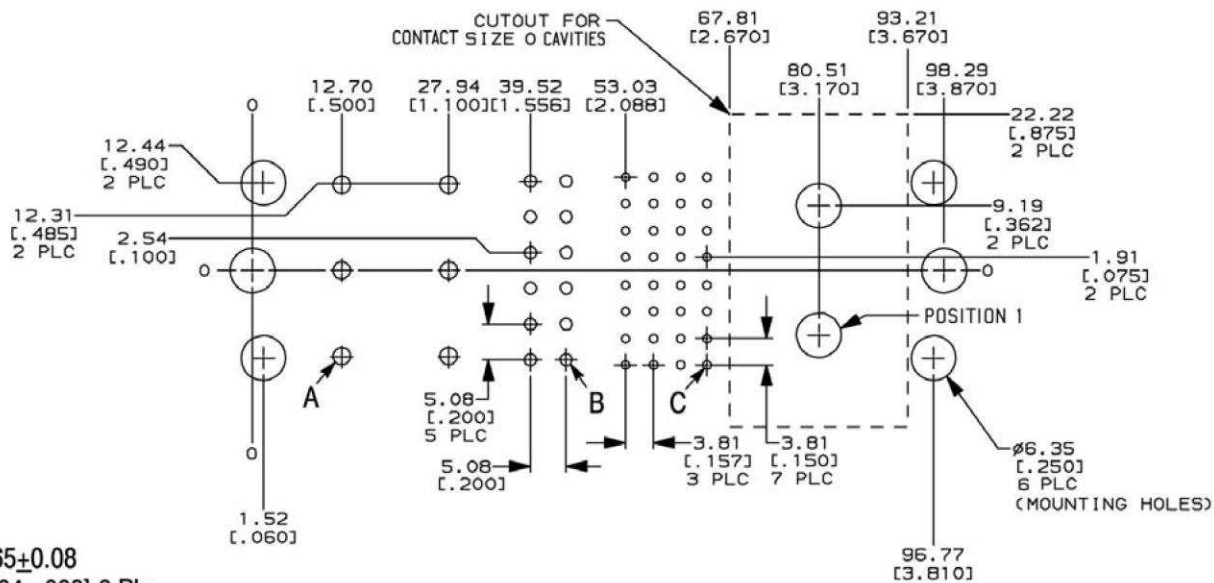 CUTOUT FOR
CONTACT SIZE 0 CAVITIES
67.81
[2.670]
93.21
[3.670]
12.70
[.500]
27.94
[1.100]
39.52
[1.556]
53.03
[2.088]
80.51
[3.170]
98.29
[3.870]
0
12.44
[.490]
2 PLC
22.22
[.875]
2 PLC
12.31
[.485]
2 PLC
2.54
[.100]
9.19
[.362]
2 PLC
0
0
1.91
[.075]
2 PLC
POSITION 1
A
B
C
5.08
[.200]
5 PLC
0
5.08
[.200]
3.81
[.157]
3 PLC
3.81
[.150]
7 PLC
ø6.35
[.250]
6 PLC
(MOUNTING HOLES)
1.52
[.060]
96.77
[3.810]
65±0.08